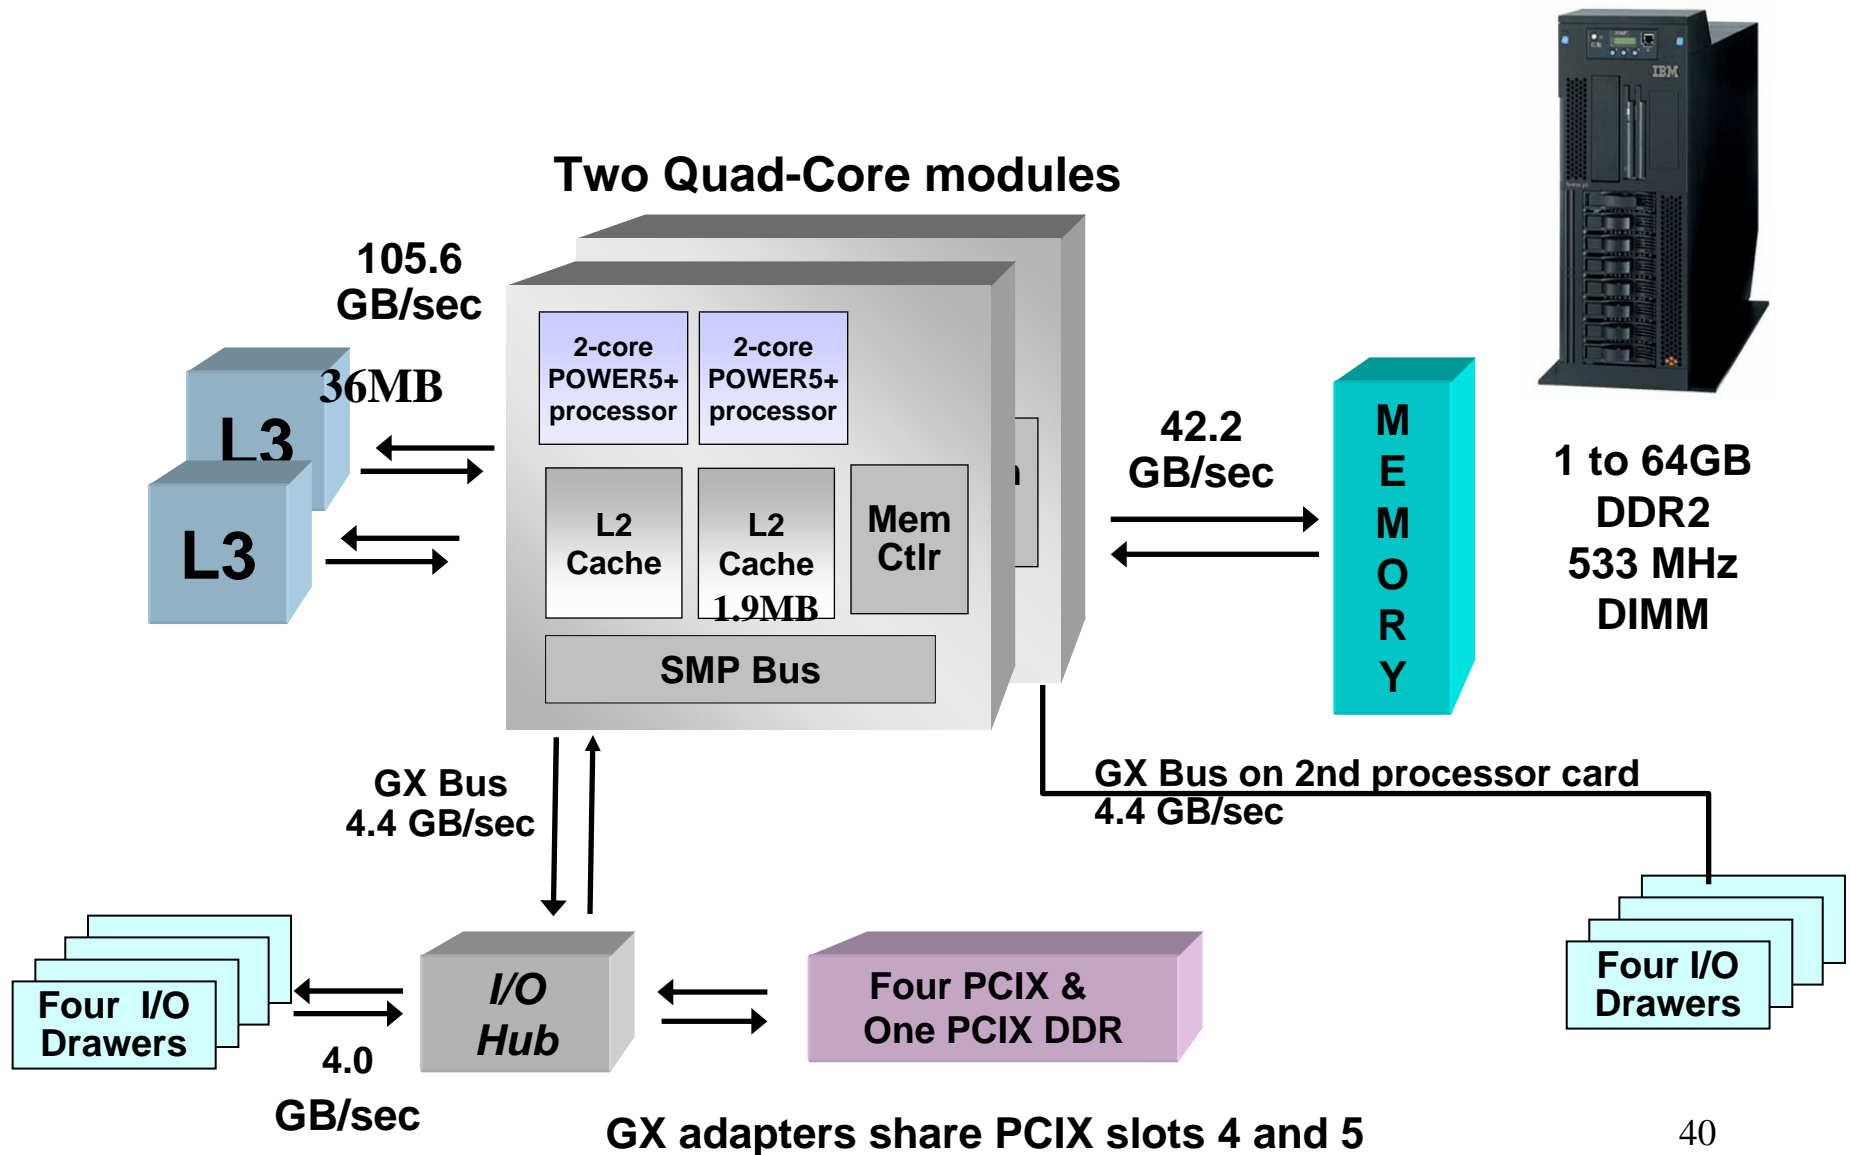 IBM
Two Quad-Core modules
105.6
GB/sec
36MB
L3
L3
2-core
POWER5+
processor
2-core
POWER5+
processor
L2
Cache
L2
Cache
1.9MB
Mem
Ctlr
SMP Bus
42.2
GB/sec
M
E
M
O
R
Y
1 to 64GB
DDR2
533 MHz
DIMM
GX Bus
4.4 GB/sec
GX Bus on 2nd processor card
4.4 GB/sec
Four I/O
Drawers
4.0
GB/sec
I/O
Hub
Four PCIX &
One PCIX DDR
Four I/O
Drawers
GX adapters share PCIX slots 4 and 5
40